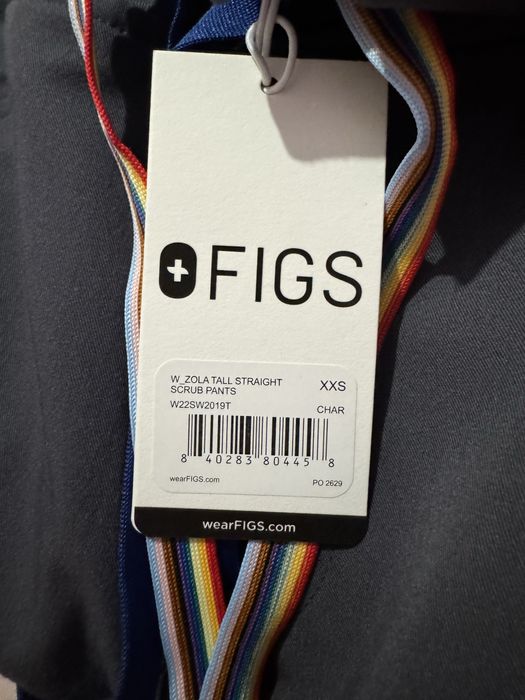 FIGS
W_ZOLA TALL STRAIGHT
SCRUB PANTS
XXS
W22SW2019T
CHAR
8 40283 80445 8
wearFIGS.com
PO 2629
wearFIGS.com